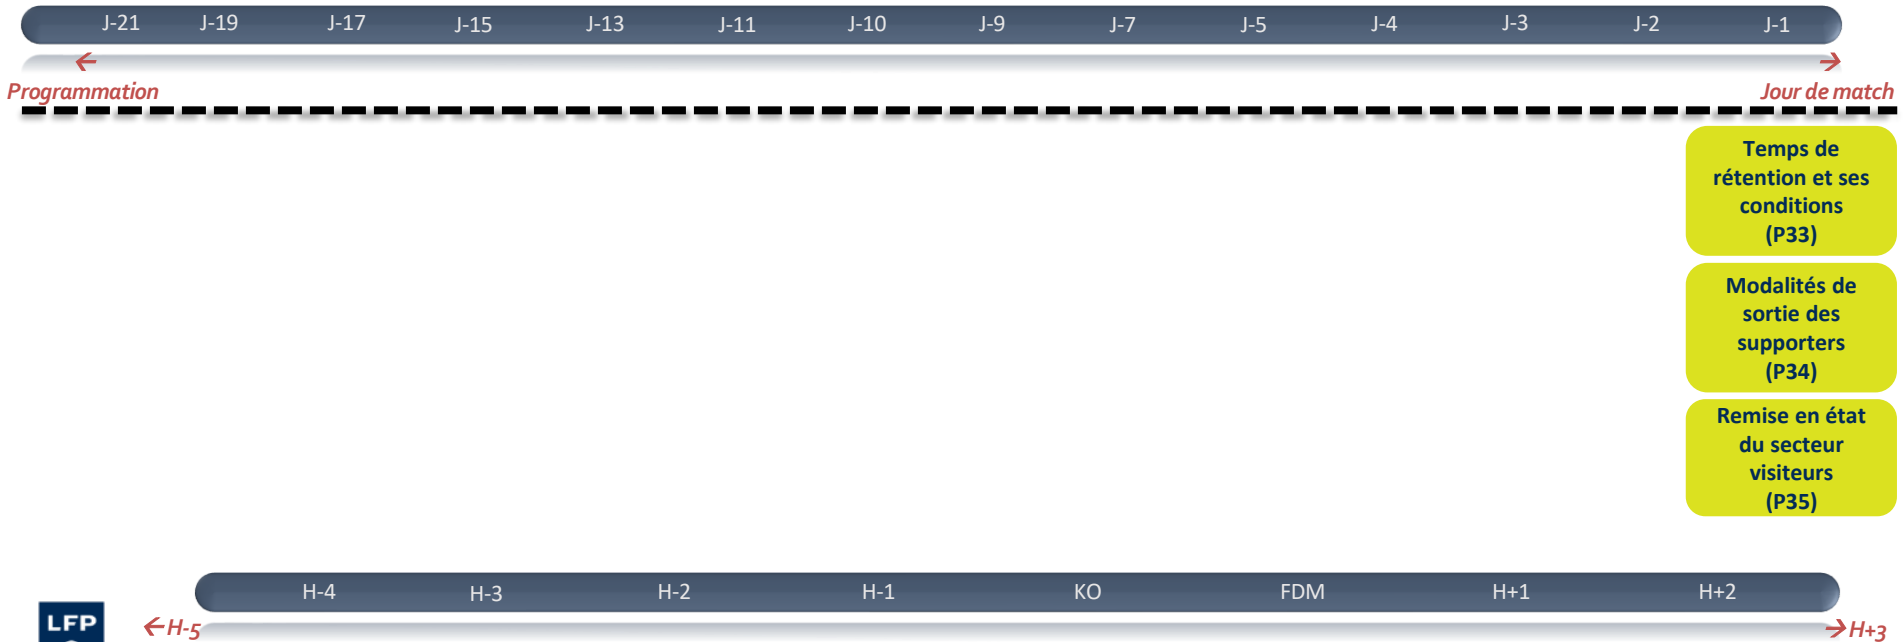 J-21 J-19 J-17 J-15 J-13 J-11 J-10 J-9 J-7 J-5 J-4 J-3 J-2 J-1
← →
Programmation Jour de match
Temps de
rétention et ses
conditions
(P33)
Modalités de
sortie des
supporters
(P34)
Remise en état
du secteur
visiteurs
(P35)
H-4 H-3 H-2 H-1 KO FDM H+1 H+2
LFP
←H-5 →H+3